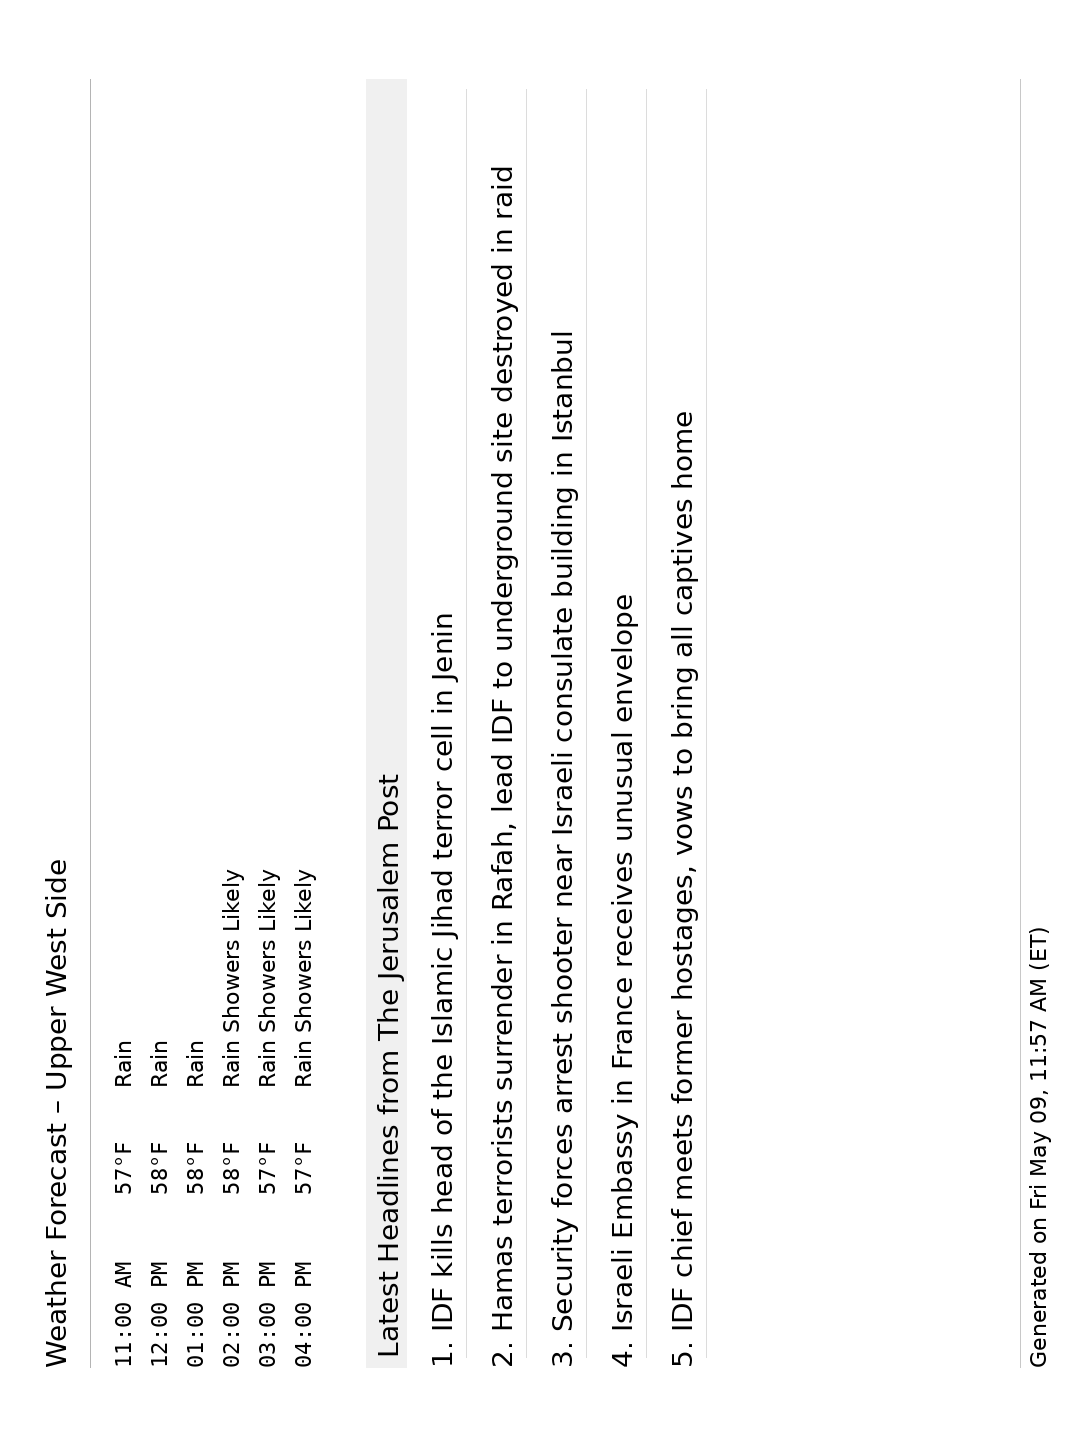 Weather Forecast – Upper West Side
11:00 AM 57°F Rain
12:00 PM 58°F Rain
01:00 PM 58°F Rain
02:00 PM 58°F Rain Showers Likely
03:00 PM 57°F Rain Showers Likely
04:00 PM 57°F Rain Showers Likely
Latest Headlines from The Jerusalem Post
1. IDF kills head of the Islamic Jihad terror cell in Jenin
2. Hamas terrorists surrender in Rafah, lead IDF to underground site destroyed in raid
3. Security forces arrest shooter near Israeli consulate building in Istanbul
4. Israeli Embassy in France receives unusual envelope
5. IDF chief meets former hostages, vows to bring all captives home
Generated on Fri May 09, 11:57 AM (ET)